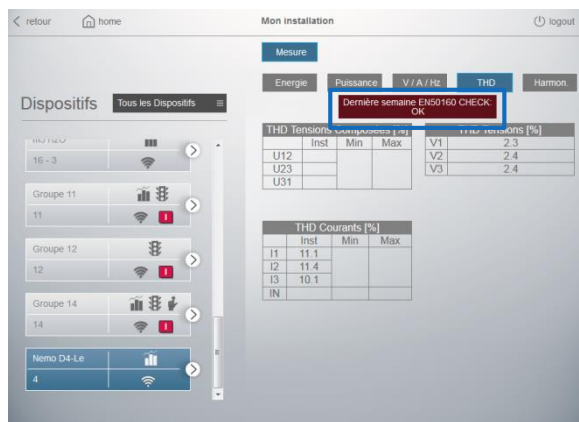 retour
home
Mon installation
logout
Mesure
Energie
Puissance
V / A / Hz
THD
Harmon.
Dernière semaine EN50160 CHECK:
OK
Dispositifs
Tous les Dispositifs
16 - 3
Groupe 11
11
I
Groupe 12
12
I
Groupe 14
14
I
Nemo D4-Le
4
THD Tensions Composées [%]
Inst Min Max
U12
U23
U31
THD Tensions [%]
V1 2.3
V2 2.4
V3 2.4
THD Courants [%]
Inst Min Max
I1 11.1
I2 11.4
I3 10.1
IN